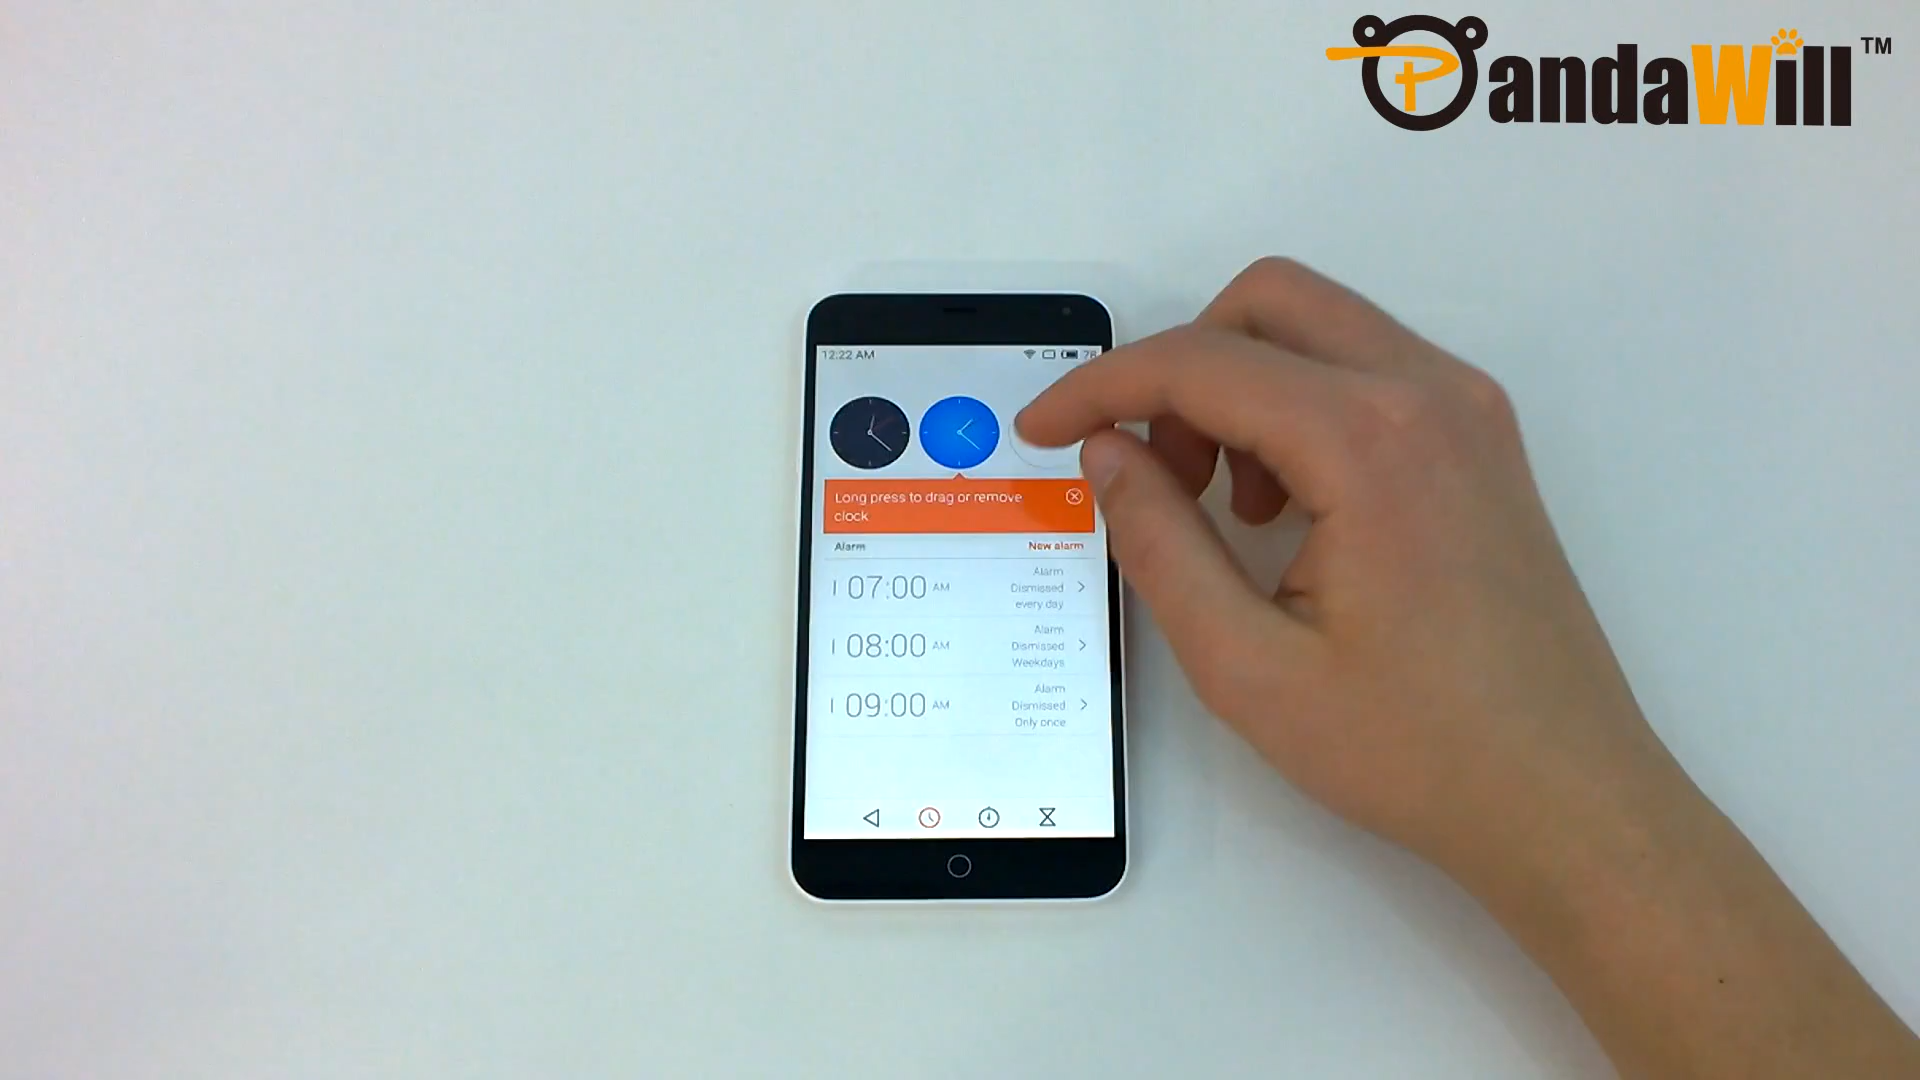 PandaWill™
12:22 AM
78
Long press to drag or remove
clock
Alarm
New alarm
07:00 AM
Alarm
Dismissed
every day
08:00 AM
Alarm
Dismissed
Weekdays
09:00 AM
Alarm
Dismissed
Only once